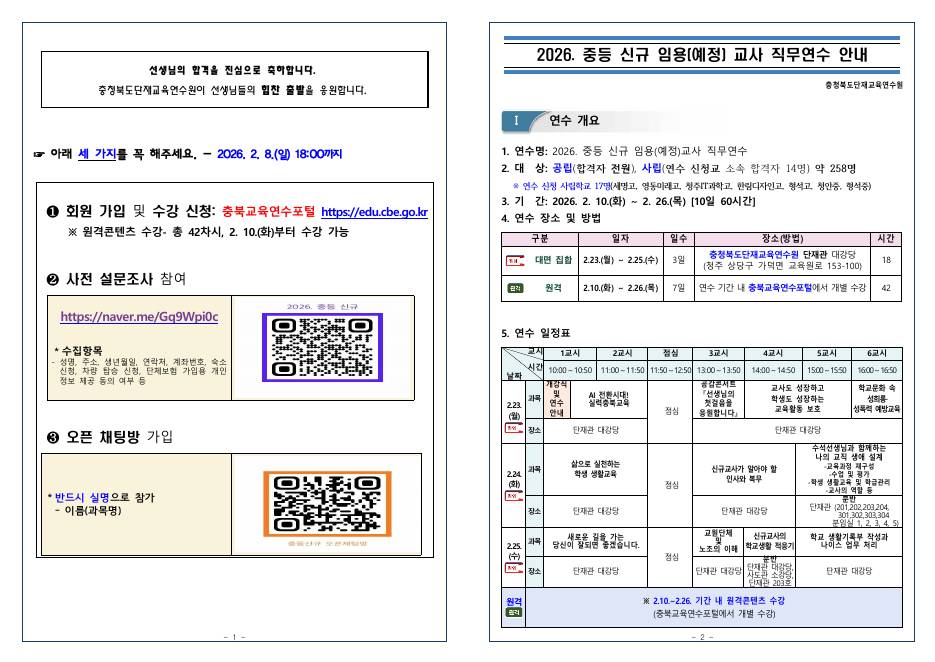 선생님의 합격을 진심으로 축하합니다.
충청북도단재교육연수원이 선생님들의 힘찬 출발을 응원합니다.
☞ 아래 세 가지를 꼭 해주세요. - 2026. 2. 8.(일) 18:00까지
❶ 회원 가입 및 수강 신청: 충북교육연수포털 https://edu.cbe.go.kr
※ 원격콘텐츠 수강- 총 42차시, 2. 10.(화)부터 수강 가능
❷ 사전 설문조사 참여
https://naver.me/Gq9Wpi0c
* 수집항목
- 성명, 주소, 생년월일, 연락처, 계좌번호, 숙소
신청, 차량 탑승 신청, 단체보험 가입용 개인
정보 제공 동의 여부 등
2026. 중등 신규
❸ 오픈 채팅방 가입
* 반드시 실명으로 참가
- 이름(과목명)
중등신규 오픈채팅방
- 1 -
2026. 중등 신규 임용(예정) 교사 직무연수 안내
충청북도단재교육연수원
Ⅰ 연수 개요
1. 연수명: 2026. 중등 신규 임용(예정)교사 직무연수
2. 대 상: 공립(합격자 전원), 사립(연수 신청교 소속 합격자 14명) 약 258명
※ 연수 신청 사립학교 17명(세명고, 영동미래고, 청주IT과학고, 한림디자인고, 형석고, 청안중, 형석중)
3. 기 간: 2026. 2. 10.(화) ~ 2. 26.(목) [10일 60시간]
4. 연수 장소 및 방법
구분 일자 일수 장소(방법) 시간
대면 집합 2.23.(월) ~ 2.25.(수) 3일 충청북도단재교육연수원 단재관 대강당
(청주 상당구 가덕면 교육원로 153-100) 18
원격 원격 2.10.(화) ~ 2.26.(목) 7일 연수 기간 내 충북교육연수포털에서 개별 수강 42
5. 연수 일정표
교시 1교시 2교시 점심 3교시 4교시 5교시 6교시
날짜 시간 10:00~10:50 11:00~11:50 11:50~12:50 13:00~13:50 14:00~14:50 15:00~15:50 16:00~16:50
2.23.
(월)
과목
개강식
및
연수
안내
AI 전환시대!
실력충북교육
점심
공감콘서트
「선생님의
첫걸음을
응원합니다」
교사도 성장하고
학생도 성장하는
교육활동 보호
학교문화 속
성희롱·
성폭력 예방교육
장소 단재관 대강당 단재관 대강당
2.24.
(화)
과목
삶으로 실천하는
학생 생활교육
점심
신규교사가 알아야 할
인사와 복무
수석선생님과 함께하는
나의 교직 생애 설계
-교육과정 재구성
-수업 및 평가
-학생 생활교육 및 학급관리
-교사의 역할 등
장소 단재관 대강당 단재관 대강당
분반
단재관 (201,202,203,204,
301,302,303,304
분임실 1, 2, 3, 4, 5)
2.25.
(수)
과목
새로운 길을 가는
당신이 잘되면 좋겠습니다.
점심
교원단체
및
노조의 이해
신규교사의
학교생활 적응기
학교 생활기록부 작성과
나이스 업무 처리
장소 단재관 대강당 단재관 대강당
분반
단재관 대강당,
사도관 소강당,
단재관 203호
단재관 대강당
원격
원격
※ 2.10.~2.26. 기간 내 원격콘텐츠 수강
(충북교육연수포털에서 개별 수강)
- 2 -